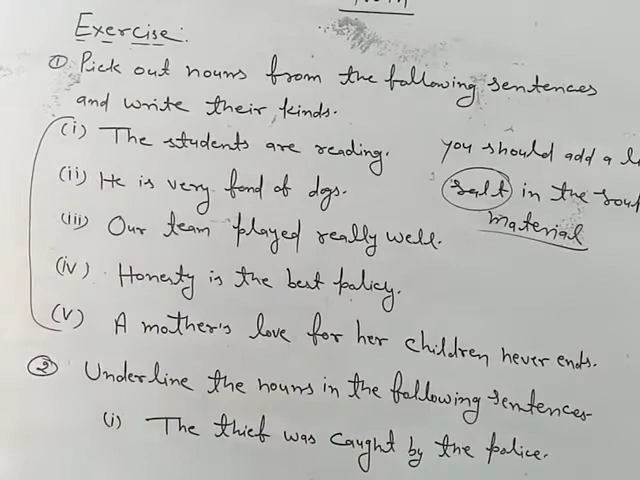 Exercise:
① Pick out nouns from the following sentences
and write their kinds.
(i) The students are reading.
(ii) He is very fond of dogs.
(iii) Our team played really well.
(iv) Honesty is the best policy.
(v) A mother's love for her children never ends.
you should add a
salt in the
material
② Underline the nouns in the following sentences
(i) The thief was caught by the police.